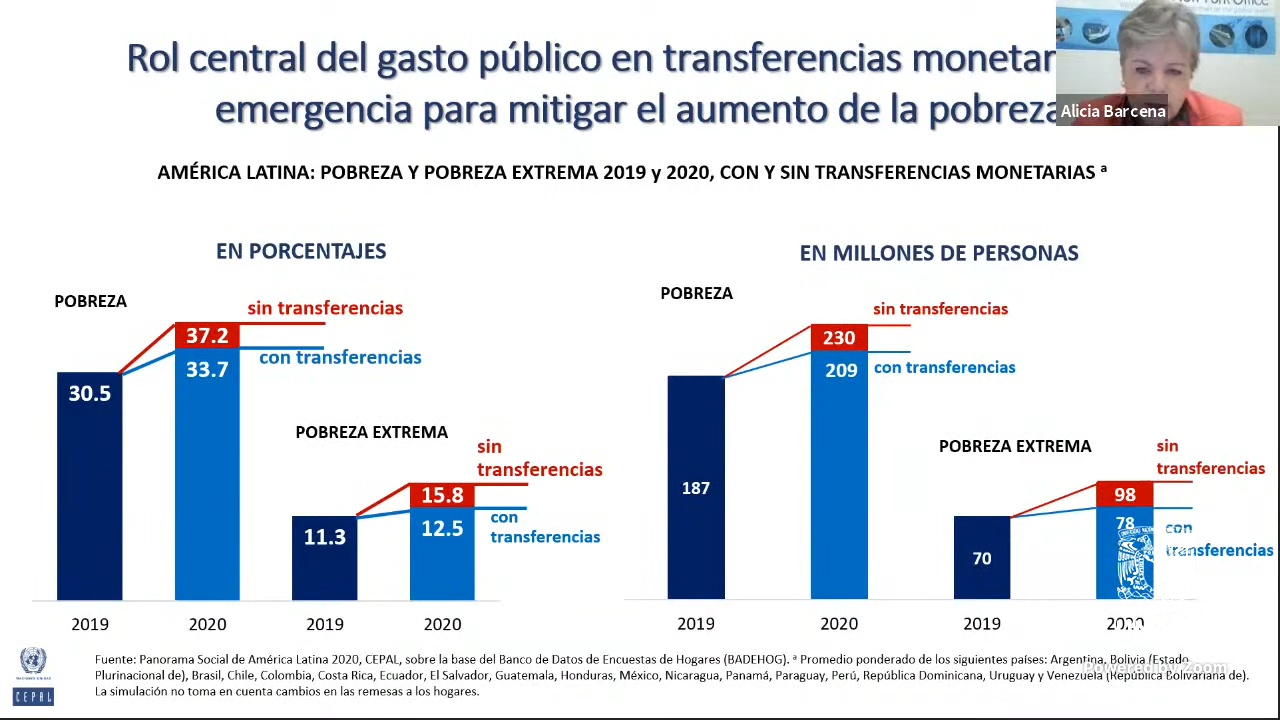 Rol central del gasto público en transferencias
emergencia para mitigar el aumento de la pobreza
Alicia Barcena
AMÉRICA LATINA: POBREZA Y POBREZA EXTREMA 2019 y 2020, CON Y SIN TRANSFERENCIAS MONETARIAS ª
EN PORCENTAJES
POBREZA
sin transferencias
37.2
con transferencias
33.7
30.5
POBREZA EXTREMA
sin
transferencias
15.8
12.5
con
transferencias
11.3
2019
2020
2019
2020
EN MILLONES DE PERSONAS
POBREZA
sin transferencias
230
209
con transferencias
187
POBREZA EXTREMA
sin
transferencias
98
78
con
transferencias
70
2019
2020
2019
2020
NACIONES UNIDAS
CEPAL
Fuente: Panorama Social de América Latina 2020, CEPAL, sobre la base del Banco de Datos de Encuestas de Hogares (BADEHOG). ª Promedio ponderado de los siguientes países: Argentina, Bolivia (Estado
Plurinacional de), Brasil, Chile, Colombia, Costa Rica, Ecuador, El Salvador, Guatemala, Honduras, México, Nicaragua, Panamá, Paraguay, Perú, República Dominicana, Uruguay y Venezuela (República Bolivariana de).
La simulación no toma en cuenta cambios en las remesas a los hogares.
Powered by Zoom